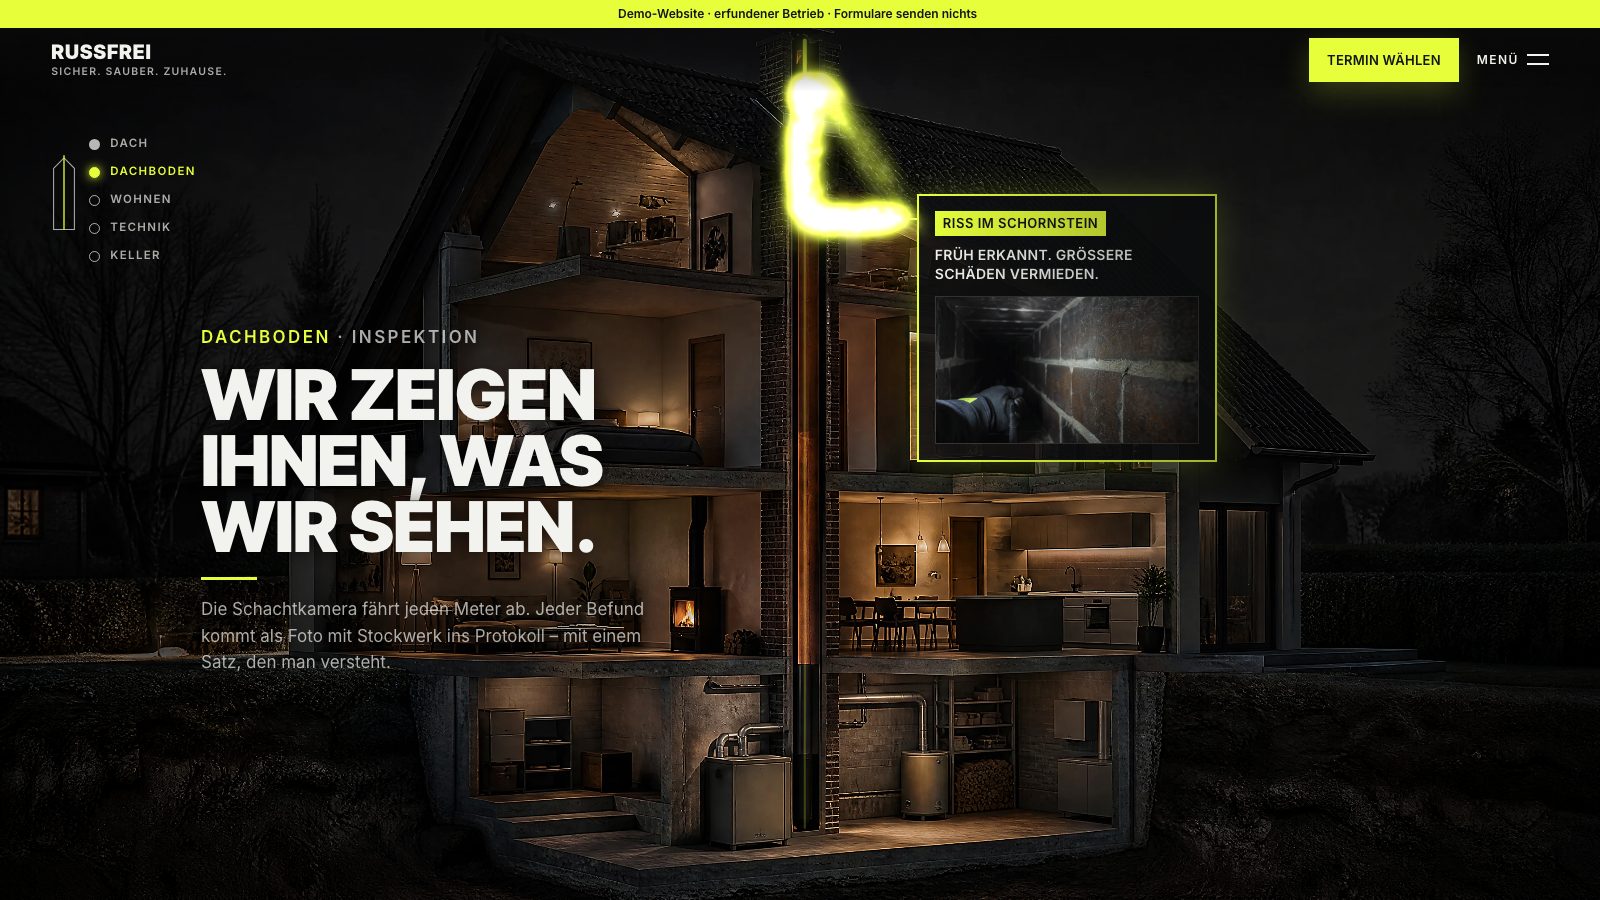 Demo-Website · erfundener Betrieb · Formulare senden nichts
RUSSFREI
SICHER. SAUBER. ZUHAUSE.
TERMIN WÄHLEN
MENÜ
DACH
DACHBODEN
WOHNEN
TECHNIK
KELLER
RISS IM SCHORNSTEIN
FRÜH ERKANNT. GRÖSSERE
SCHÄDEN VERMIEDEN.
DACHBODEN · INSPEKTION
WIR ZEIGEN
IHNEN, WAS
WIR SEHEN.
Die Schachtkamera fährt jeden Meter ab. Jeder Befund
kommt als Foto mit Stockwerk ins Protokoll – mit einem
Satz, den man versteht.